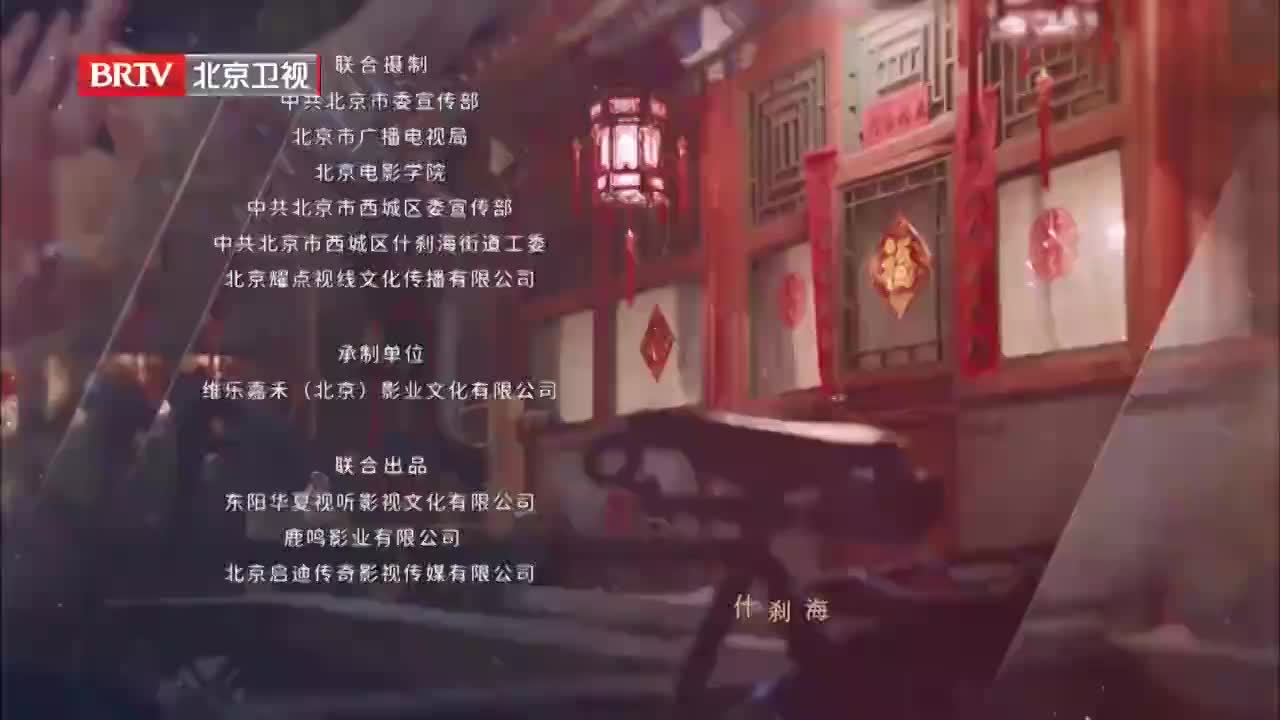 BRTV 北京卫视
联合摄制
中共北京市委宣传部
北京市广播电视局
北京电影学院
中共北京市西城区委宣传部
中共北京市西城区什刹海街道工委
北京耀点视线文化传播有限公司
承制单位
维乐嘉禾（北京）影业文化有限公司
联合出品
东阳华夏视听影视文化有限公司
鹿鸣影业有限公司
北京启迪传奇影视传媒有限公司
什刹海
福